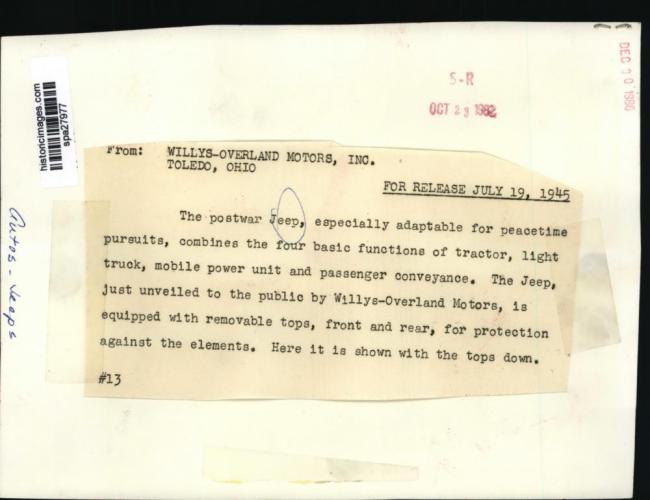 DEC 30 1986
S-R
OCT 23 1982
historicimages.com
spa27977
From: WILLYS-OVERLAND MOTORS, INC.
TOLEDO, OHIO
FOR RELEASE JULY 19, 1945
The postwar Jeep, especially adaptable for peacetime
pursuits, combines the four basic functions of tractor, light
truck, mobile power unit and passenger conveyance. The Jeep,
just unveiled to the public by Willys-Overland Motors, is
equipped with removable tops, front and rear, for protection
against the elements. Here it is shown with the tops down.
#13
Autos - Jeeps